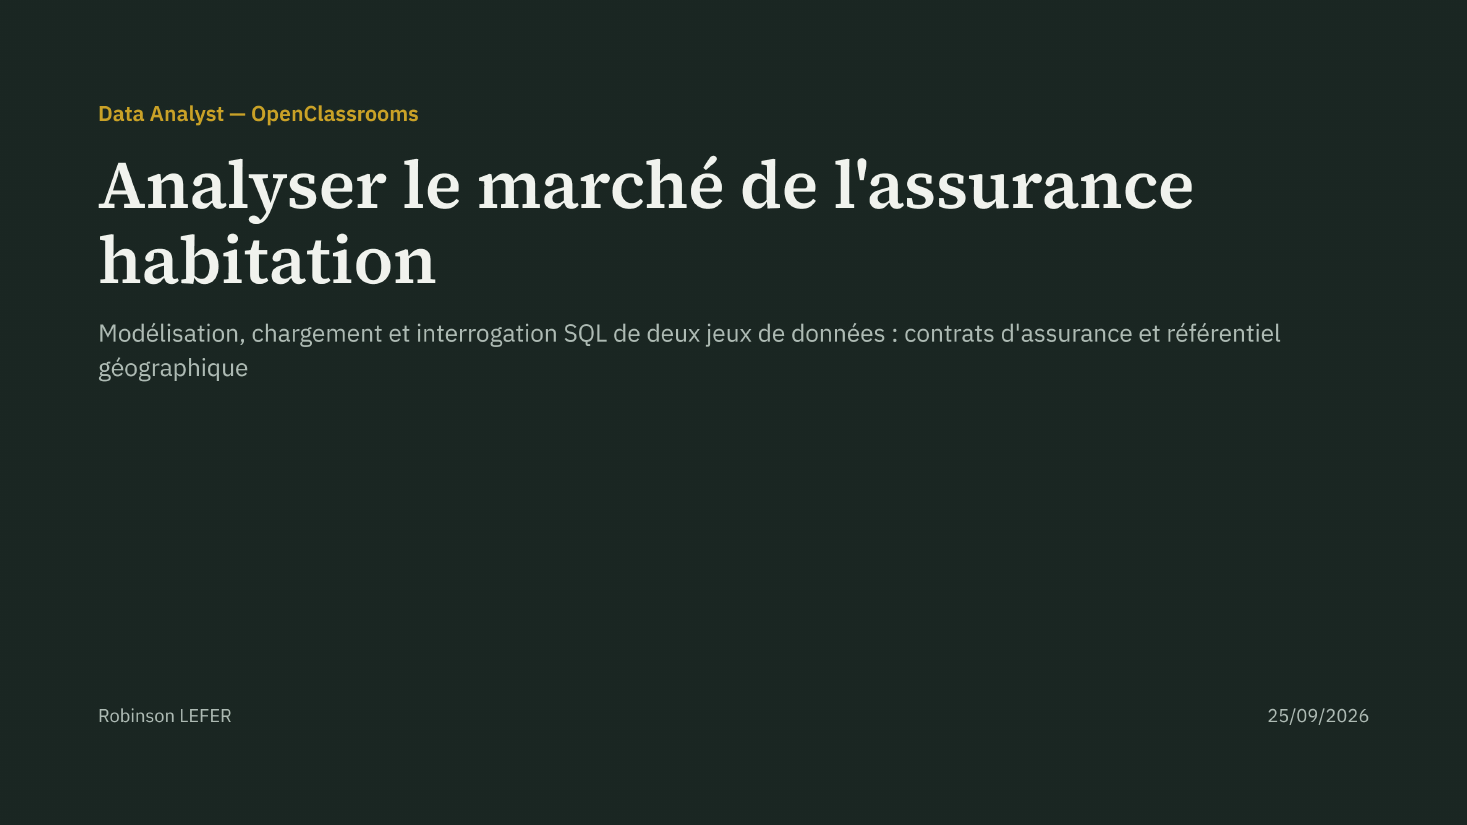 Data Analyst — OpenClassrooms
Analyser le marché de l'assurance
habitation
Modélisation, chargement et interrogation SQL de deux jeux de données : contrats d'assurance et référentiel
géographique
Robinson LEFER
25/09/2026